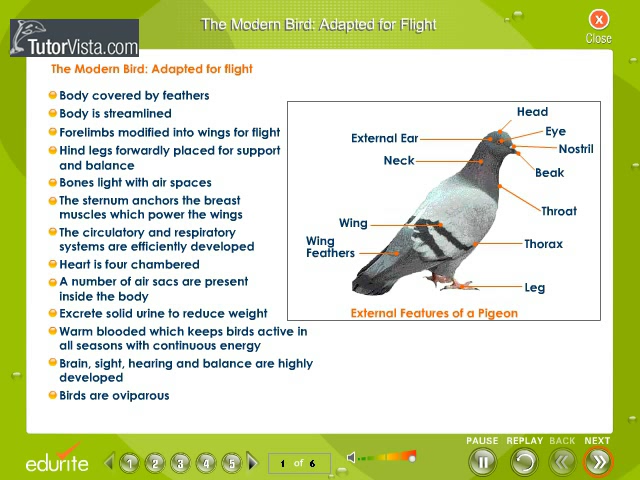 The Modern Bird: Adapted for Flight
X
Close
TutorVista.com
The Modern Bird: Adapted for flight
Body covered by feathers
Body is streamlined
Forelimbs modified into wings for flight
Hind legs forwardly placed for support
and balance
Bones light with air spaces
The sternum anchors the breast
muscles which power the wings
The circulatory and respiratory
systems are efficiently developed
Heart is four chambered
A number of air sacs are present
inside the body
Excrete solid urine to reduce weight
Warm blooded which keeps birds active in
all seasons with continuous energy
Brain, sight, hearing and balance are highly
developed
Birds are oviparous
Head
External Ear
Eye
Nostril
Neck
Beak
Throat
Wing
Wing
Feathers
Thorax
Leg
External Features of a Pigeon
PAUSE REPLAY BACK NEXT
edurite
1 2 3 4 5
1 of 6